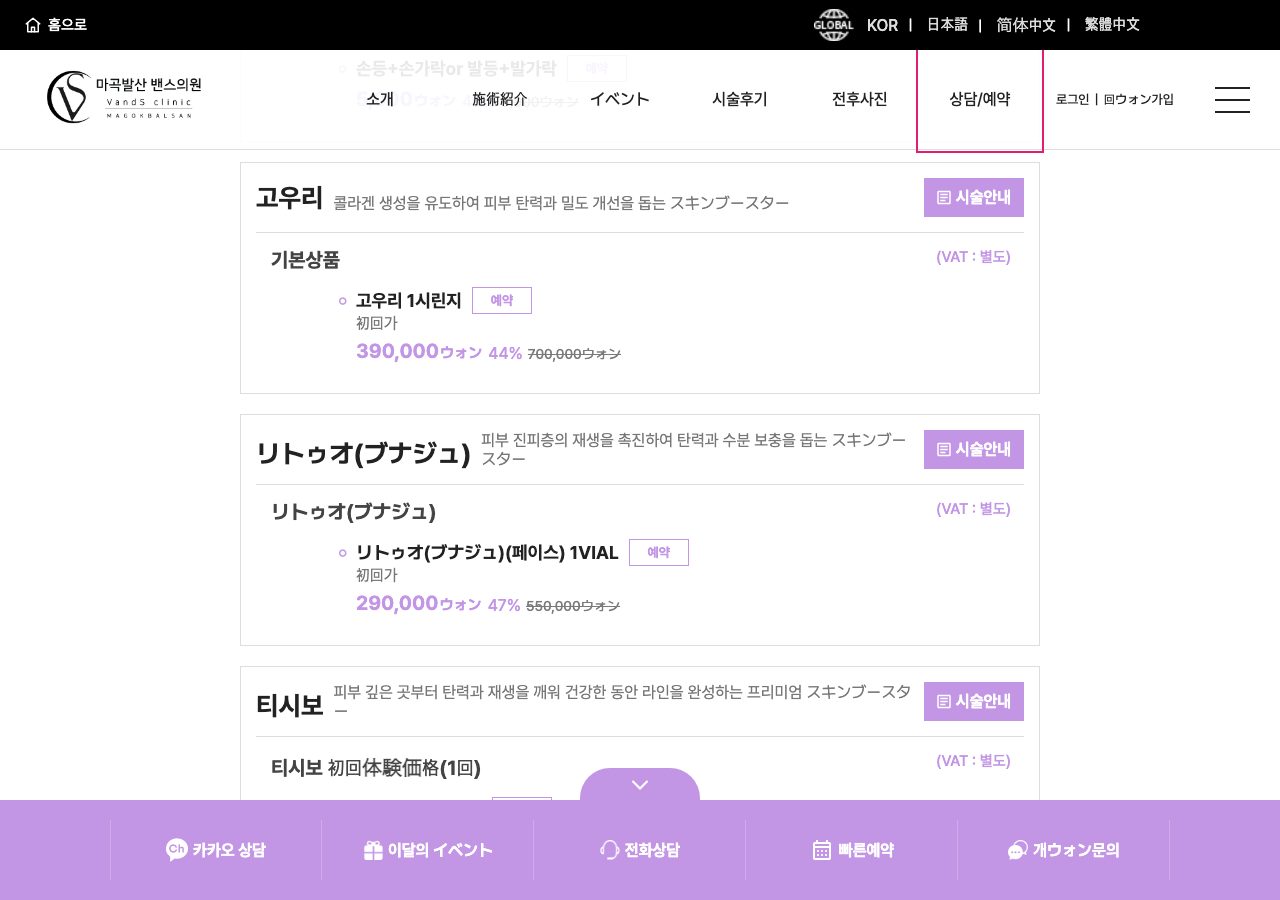 홈으로
GLOBAL KOR | 日本語 | 简体中文 | 繁體中文
마곡발산 밴스의원
VandS clinic
MAGOKBALSAN
손등+손가락or 발등+발가락 예약
소개 施術紹介 イベント 시술후기 전후사진 상담/예약 로그인 | 回ウォン가입
고우리 콜라겐 생성을 유도하여 피부 탄력과 밀도 개선을 돕는 スキンブースター 시술안내
기본상품 (VAT : 별도)
고우리 1시린지 예약
初回가
390,000ウォン 44% 700,000ウォン
リトゥオ(ブナジュ) 피부 진피층의 재생을 촉진하여 탄력과 수분 보충을 돕는 スキンブー
スター
시술안내
リトゥオ(ブナジュ) (VAT : 별도)
リトゥオ(ブナジュ)(페이스) 1VIAL 예약
初回가
290,000ウォン 47% 550,000ウォン
티시보 피부 깊은 곳부터 탄력과 재생을 깨워 건강한 동안 라인을 완성하는 프리미엄 スキンブースタ
ー
시술안내
티시보 初回体験価格(1回) (VAT : 별도)
Ch 카카오 상담 이달의 イベント 전화상담 빠른예약 개ウォン문의